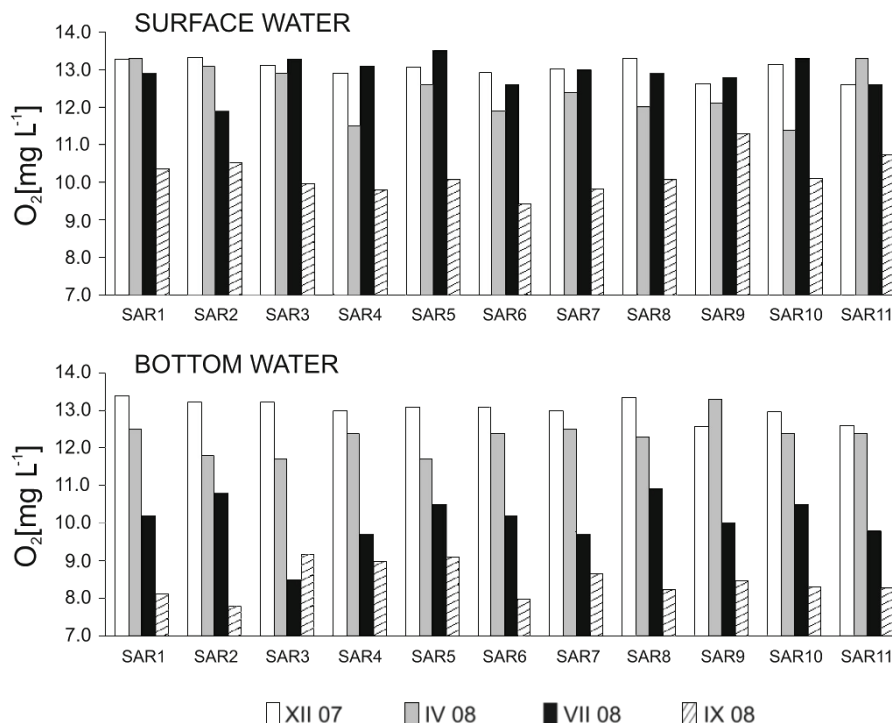 SURFACE WATER
14.0
13.0
12.0
11.0
10.0
9.0
8.0
7.0
O₂[mg L⁻¹]
SAR1 SAR2 SAR3 SAR4 SAR5 SAR6 SAR7 SAR8 SAR9 SAR10 SAR11
BOTTOM WATER
14.0
13.0
12.0
11.0
10.0
9.0
8.0
7.0
O₂[mg L⁻¹]
SAR1 SAR2 SAR3 SAR4 SAR5 SAR6 SAR7 SAR8 SAR9 SAR10 SAR11
XII 07 IV 08 VII 08 IX 08